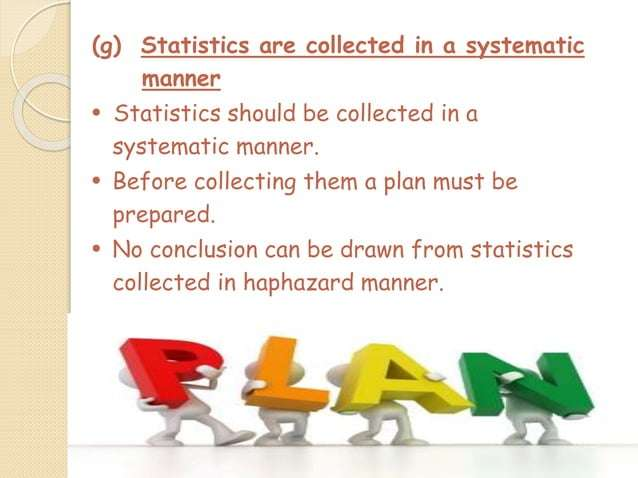 (g) Statistics are collected in a systematic
manner
• Statistics should be collected in a
systematic manner.
• Before collecting them a plan must be
prepared.
• No conclusion can be drawn from statistics
collected in haphazard manner.
PLAN